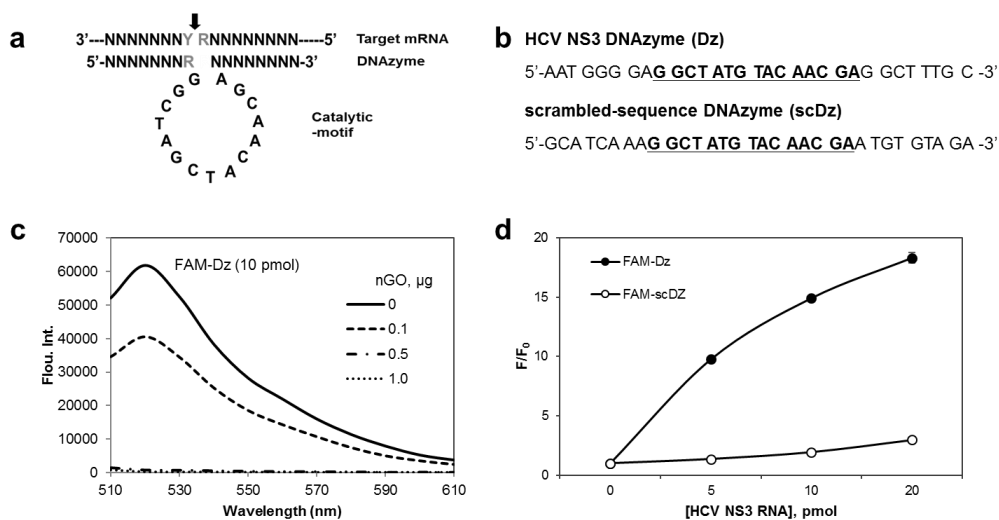 a
3'---NNNNNNNY RNNNNNNNN-----5' Target mRNA
5'-NNNNNNNR NNNNNNNN-3' DNAzyme
G G C T A G C T A C A A C G A
Catalytic
-motif
b
HCV NS3 DNAzyme (Dz)
5'-AAT GGG GAG GCT ATG TAC AAC GAG GCT TTG C -3'
scrambled-sequence DNAzyme (scDz)
5'-GCA TCA AAG GCT ATG TAC AAC GAA TGT GTA GA -3'
c
70000
60000
50000
40000
30000
20000
10000
0
Flou. Int.
FAM-Dz (10 pmol)
nGO, µg
0
0.1
0.5
1.0
510 530 550 570 590 610
Wavelength (nm)
d
20
15
10
5
0
F/F0
FAM-Dz
FAM-scDZ
0 5 10 20
[HCV NS3 RNA], pmol